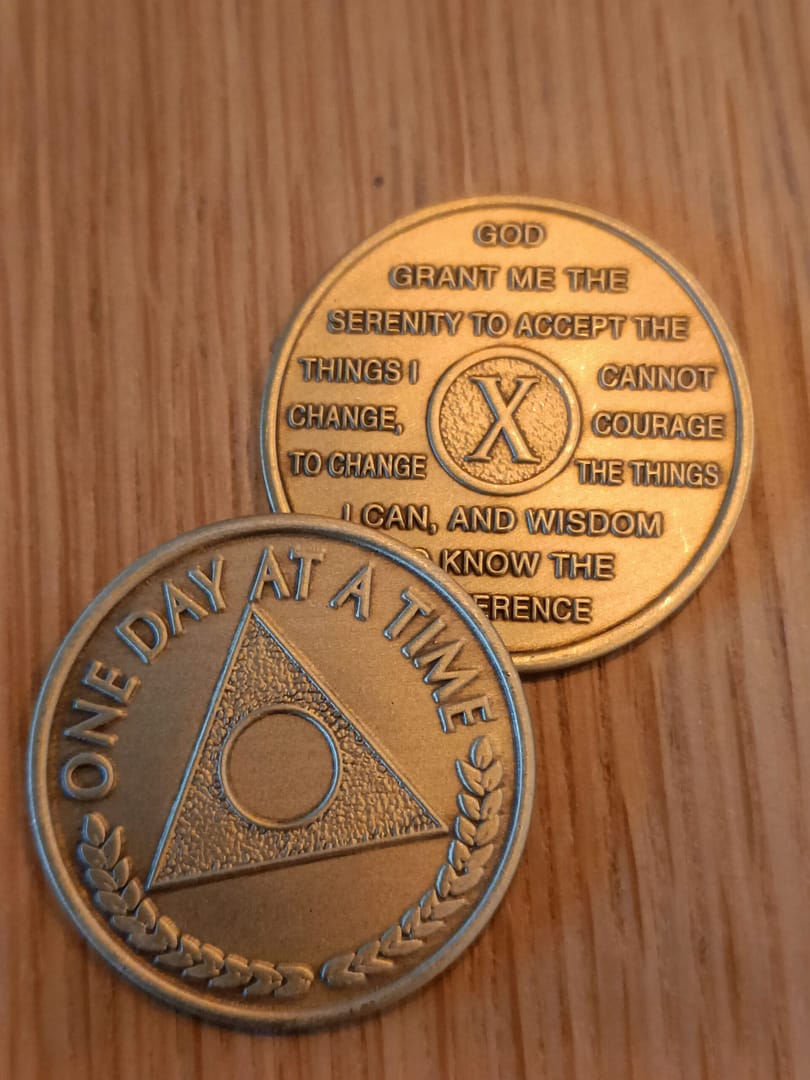 GOD
GRANT ME THE
SERENITY TO ACCEPT THE
THINGS I CANNOT
CHANGE, COURAGE
X
TO CHANGE THE THINGS
I CAN, AND WISDOM
KNOW THE
ONE DAY AT A TIME